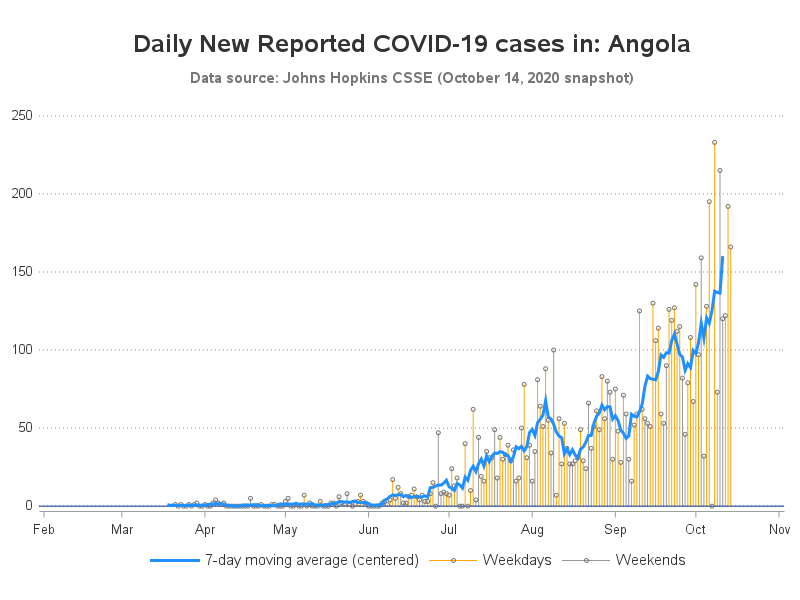 Daily New Reported COVID-19 cases in: Angola
Data source: Johns Hopkins CSSE (October 14, 2020 snapshot)
250
200
150
100
50
0
Feb Mar Apr May Jun Jul Aug Sep Oct Nov
7-day moving average (centered) Weekdays Weekends